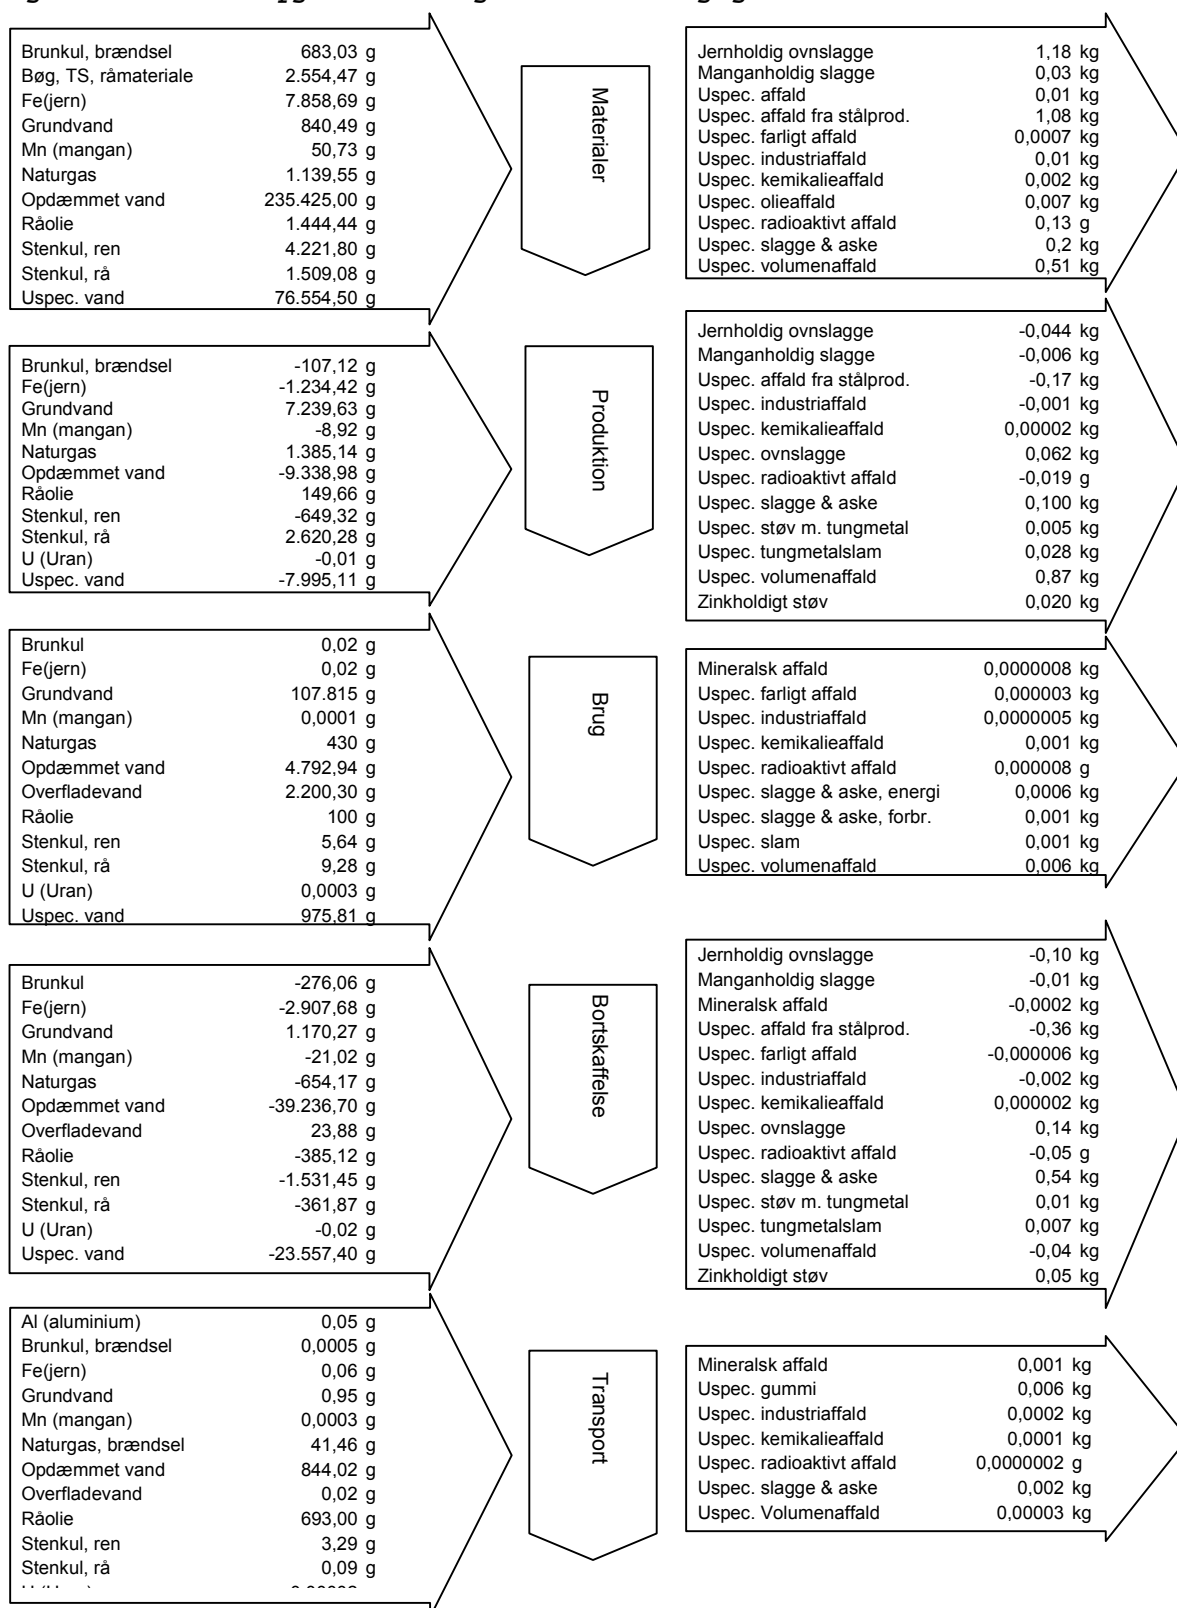 Brunkul, brændsel 683,03 g
Bøg, TS, råmateriale 2.554,47 g
Fe(jern) 7.858,69 g
Grundvand 840,49 g
Mn (mangan) 50,73 g
Naturgas 1.139,55 g
Opdæmmet vand 235.425,00 g
Råolie 1.444,44 g
Stenkul, ren 4.221,80 g
Stenkul, rå 1.509,08 g
Uspec. vand 76.554,50 g
Materialer
Jernholdig ovnslagge 1,18 kg
Manganholdig slagge 0,03 kg
Uspec. affald 0,01 kg
Uspec. affald fra stålprod. 1,08 kg
Uspec. farligt affald 0,0007 kg
Uspec. industriaffald 0,01 kg
Uspec. kemikalieaffald 0,002 kg
Uspec. olieaffald 0,007 kg
Uspec. radioaktivt affald 0,13 g
Uspec. slagge & aske 0,2 kg
Uspec. volumenaffald 0,51 kg
Brunkul, brændsel -107,12 g
Fe(jern) -1.234,42 g
Grundvand 7.239,63 g
Mn (mangan) -8,92 g
Naturgas 1.385,14 g
Opdæmmet vand -9.338,98 g
Råolie 149,66 g
Stenkul, ren -649,32 g
Stenkul, rå 2.620,28 g
U (Uran) -0,01 g
Uspec. vand -7.995,11 g
Produktion
Jernholdig ovnslagge -0,044 kg
Manganholdig slagge -0,006 kg
Uspec. affald fra stålprod. -0,17 kg
Uspec. industriaffald -0,001 kg
Uspec. kemikalieaffald 0,00002 kg
Uspec. ovnslagge 0,062 kg
Uspec. radioaktivt affald -0,019 g
Uspec. slagge & aske 0,100 kg
Uspec. støv m. tungmetal 0,005 kg
Uspec. tungmetalslam 0,028 kg
Uspec. volumenaffald 0,87 kg
Zinkholdigt støv 0,020 kg
Brunkul 0,02 g
Fe(jern) 0,02 g
Grundvand 107.815 g
Mn (mangan) 0,0001 g
Naturgas 430 g
Opdæmmet vand 4.792,94 g
Overfladevand 2.200,30 g
Råolie 100 g
Stenkul, ren 5,64 g
Stenkul, rå 9,28 g
U (Uran) 0,0003 g
Uspec. vand 975,81 g
Brug
Mineralsk affald 0,0000008 kg
Uspec. farligt affald 0,000003 kg
Uspec. industriaffald 0,0000005 kg
Uspec. kemikalieaffald 0,001 kg
Uspec. radioaktivt affald 0,000008 g
Uspec. slagge & aske, energi 0,0006 kg
Uspec. slagge & aske, forbr. 0,001 kg
Uspec. slam 0,001 kg
Uspec. volumenaffald 0,006 kg
Brunkul -276,06 g
Fe(jern) -2.907,68 g
Grundvand 1.170,27 g
Mn (mangan) -21,02 g
Naturgas -654,17 g
Opdæmmet vand -39.236,70 g
Overfladevand 23,88 g
Råolie -385,12 g
Stenkul, ren -1.531,45 g
Stenkul, rå -361,87 g
U (Uran) -0,02 g
Uspec. vand -23.557,40 g
Bortskaffelse
Jernholdig ovnslagge -0,10 kg
Manganholdig slagge -0,01 kg
Mineralsk affald -0,0002 kg
Uspec. affald fra stålprod. -0,36 kg
Uspec. farligt affald -0,000006 kg
Uspec. industriaffald -0,002 kg
Uspec. kemikalieaffald 0,000002 kg
Uspec. ovnslagge 0,14 kg
Uspec. radioaktivt affald -0,05 g
Uspec. slagge & aske 0,54 kg
Uspec. støv m. tungmetal 0,01 kg
Uspec. tungmetalslam 0,007 kg
Uspec. volumenaffald -0,04 kg
Zinkholdigt støv 0,05 kg
Al (aluminium) 0,05 g
Brunkul, brændsel 0,0005 g
Fe(jern) 0,06 g
Grundvand 0,95 g
Mn (mangan) 0,0003 g
Naturgas, brændsel 41,46 g
Opdæmmet vand 844,02 g
Overfladevand 0,02 g
Råolie 693,00 g
Stenkul, ren 3,29 g
Stenkul, rå 0,09 g
Transport
Mineralsk affald 0,001 kg
Uspec. gummi 0,006 kg
Uspec. industriaffald 0,0002 kg
Uspec. kemikalieaffald 0,0001 kg
Uspec. radioaktivt affald 0,0000002 g
Uspec. slagge & aske 0,002 kg
Uspec. Volumenaffald 0,00003 kg